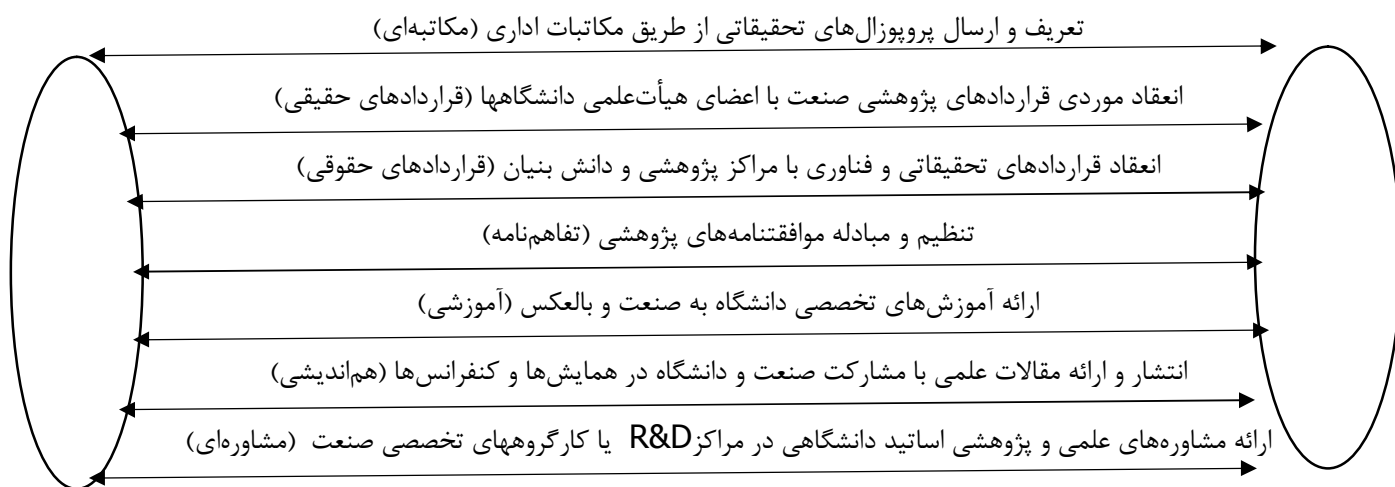 تعریف و ارسال پروپوزال‌های تحقیقاتی از طریق مکاتبات اداری (مکاتبه‌ای)
انعقاد موردی قراردادهای پژوهشی صنعت با اعضای هیأت‌علمی دانشگاهها (قراردادهای حقیقی)
انعقاد قراردادهای تحقیقاتی و فناوری با مراکز پژوهشی و دانش بنیان (قراردادهای حقوقی)
تنظیم و مبادله موافقتنامه‌های پژوهشی (تفاهم‌نامه)
ارائه آموزش‌های تخصصی دانشگاه به صنعت و بالعکس (آموزشی)
انتشار و ارائه مقالات علمی با مشارکت صنعت و دانشگاه در همایش‌ها و کنفرانس‌ها (هم‌اندیشی)
ارائه مشاوره‌های علمی و پژوهشی اساتید دانشگاهی در مراکز R&D یا کارگروههای تخصصی صنعت (مشاوره‌ای)